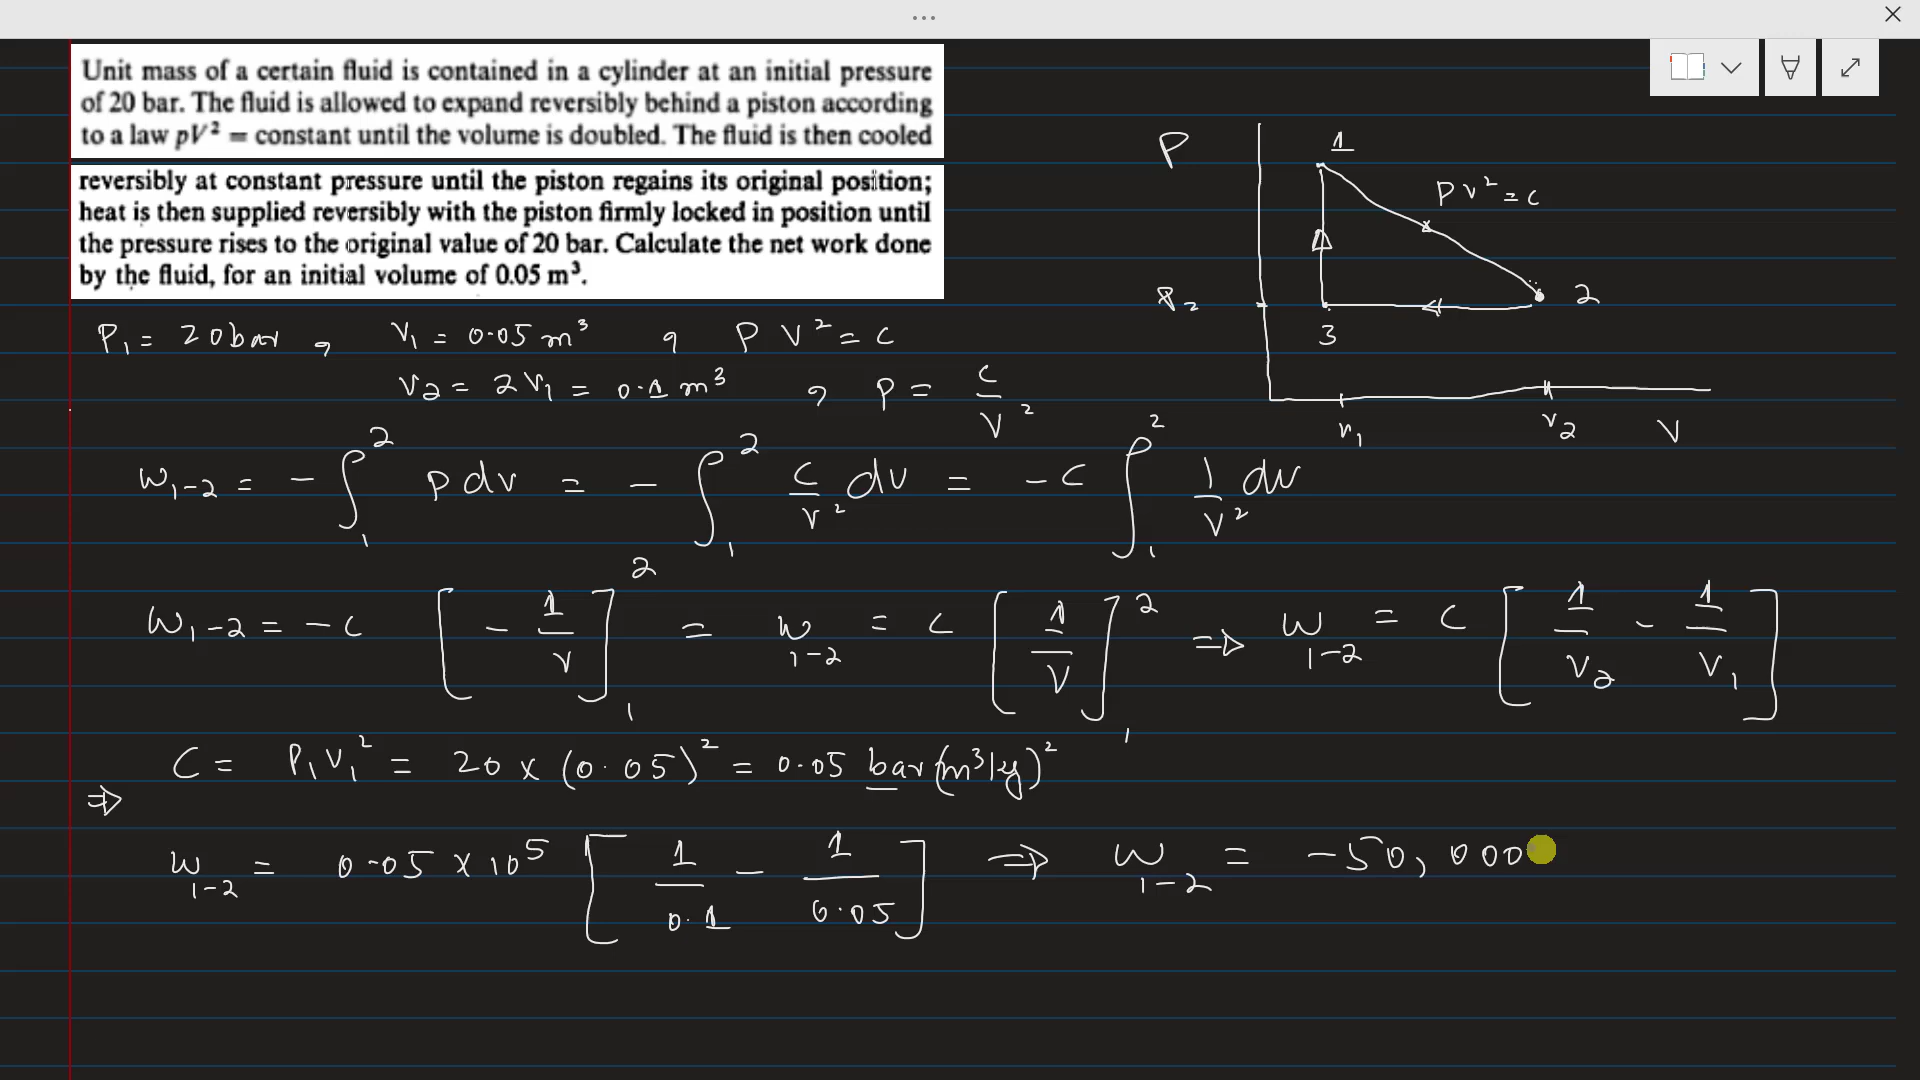 Unit mass of a certain fluid is contained in a cylinder at an initial pressure
of 20 bar. The fluid is allowed to expand reversibly behind a piston according
to a law pV² = constant until the volume is doubled. The fluid is then cooled
reversibly at constant pressure until the piston regains its original position;
heat is then supplied reversibly with the piston firmly locked in position until
the pressure rises to the original value of 20 bar. Calculate the net work done
by the fluid, for an initial volume of 0.05 m³.
P
1
PV² = C
P₂
2
3
V₁
V₂
V
P₁ = 20 bar , V₁ = 0.05 m³ , P V² = C
V₂ = 2V₁ = 0.1 m³ , P = C/V²
W₁₋₂ = - ∫₁² P dV = - ∫₁² C/V² dV = - C ∫₁² 1/V² dV
W₁₋₂ = - C [ - 1/V ]₁² = W₁₋₂ = C [ 1/V ]₁² ⇒ W₁₋₂ = C [ 1/V₂ - 1/V₁ ]
⇒ C = P₁V₁² = 20 x (0.05)² = 0.05 bar (m³/kg)²
W₁₋₂ = 0.05 x 10⁵ [ 1/0.1 - 1/0.05 ] ⇒ W₁₋₂ = -50,000